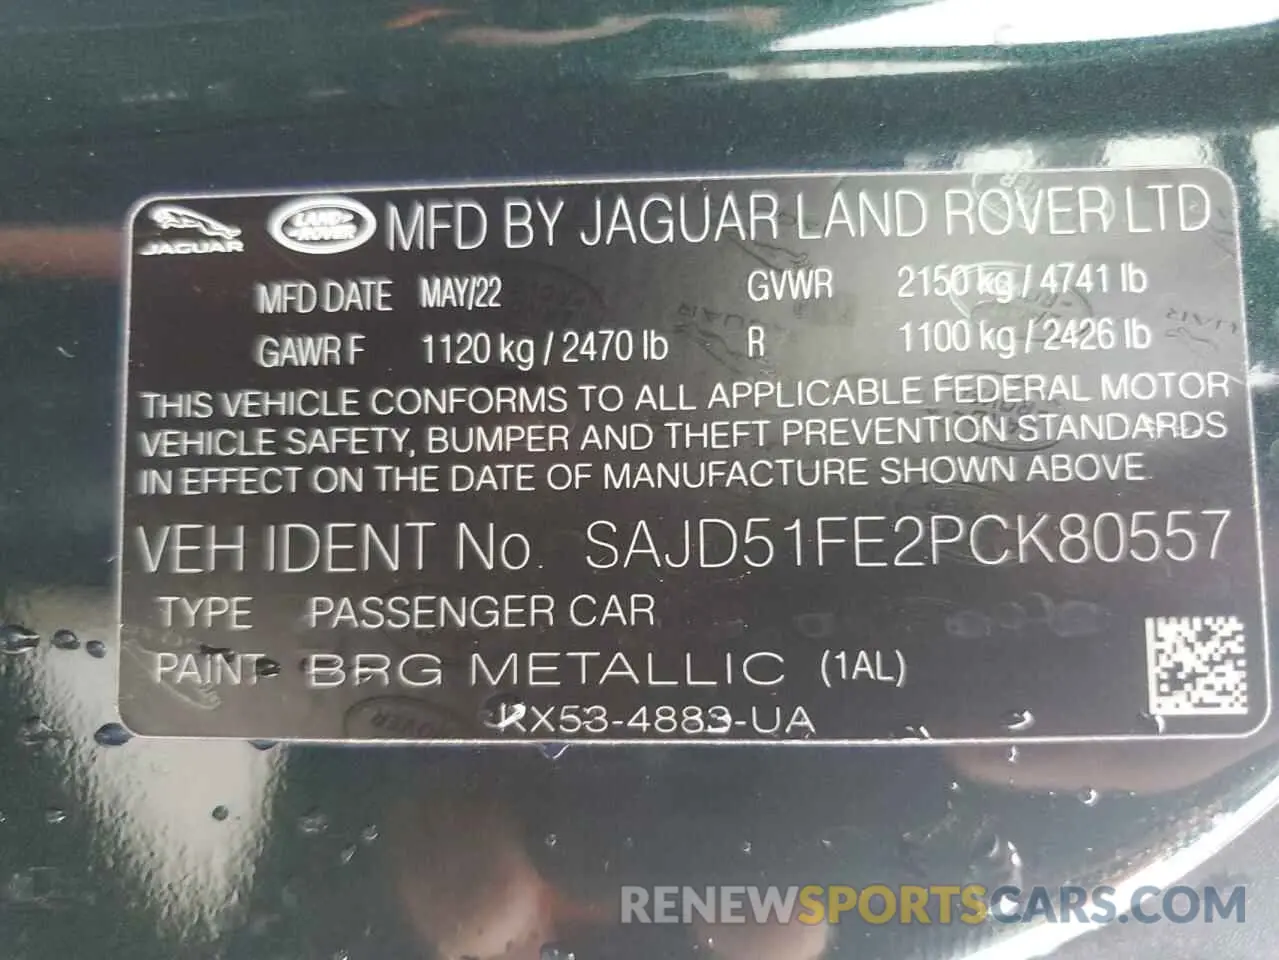 JAGUAR LAND ROVER MFD BY JAGUAR LAND ROVER LTD
MFD DATE MAY/22 GVWR 2150 kg / 4741 lb
GAWR F 1120 kg / 2470 lb R 1100 kg / 2426 lb
THIS VEHICLE CONFORMS TO ALL APPLICABLE FEDERAL MOTOR
VEHICLE SAFETY, BUMPER AND THEFT PREVENTION STANDARDS
IN EFFECT ON THE DATE OF MANUFACTURE SHOWN ABOVE.
VEH IDENT No. SAJD51FE2PCK80557
TYPE PASSENGER CAR
PAINT BRG METALLIC (1AL)
KX53-4883-UA
RENEWSPORTSCARS.COM